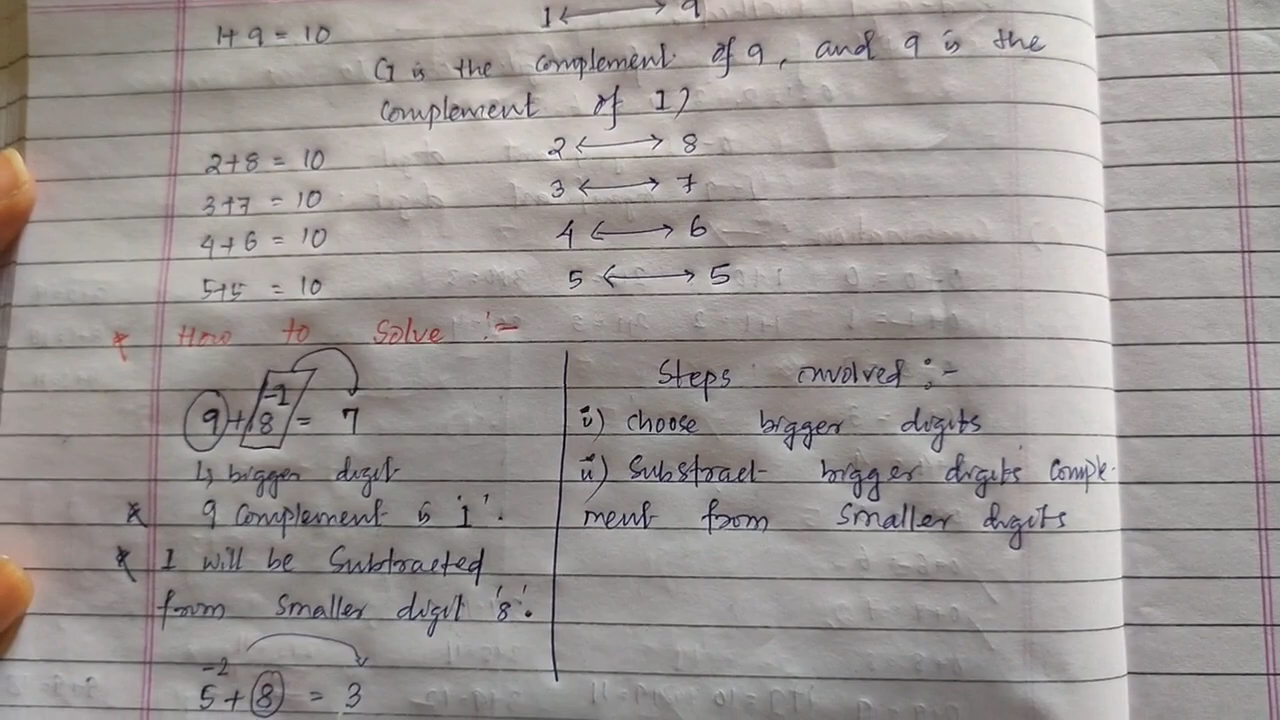 1 ⟷ 9
1+9 = 10
(1 is the complement of 9, and 9 is the
complement of 1)
2+8 = 10 2 ⟷ 8
3+7 = 10 3 ⟷ 7
4+6 = 10 4 ⟷ 6
5+5 = 10 5 ⟷ 5
* How to Solve :-
-1
9+8 = 7
↳ bigger digit
* 9 complement is '1'.
* 1 will be Subtracted
from smaller digit '8'.
-2
5+8 = 3
Steps involved :-
i) choose bigger digits
ii) Substract bigger digits comple-
ment from smaller digits